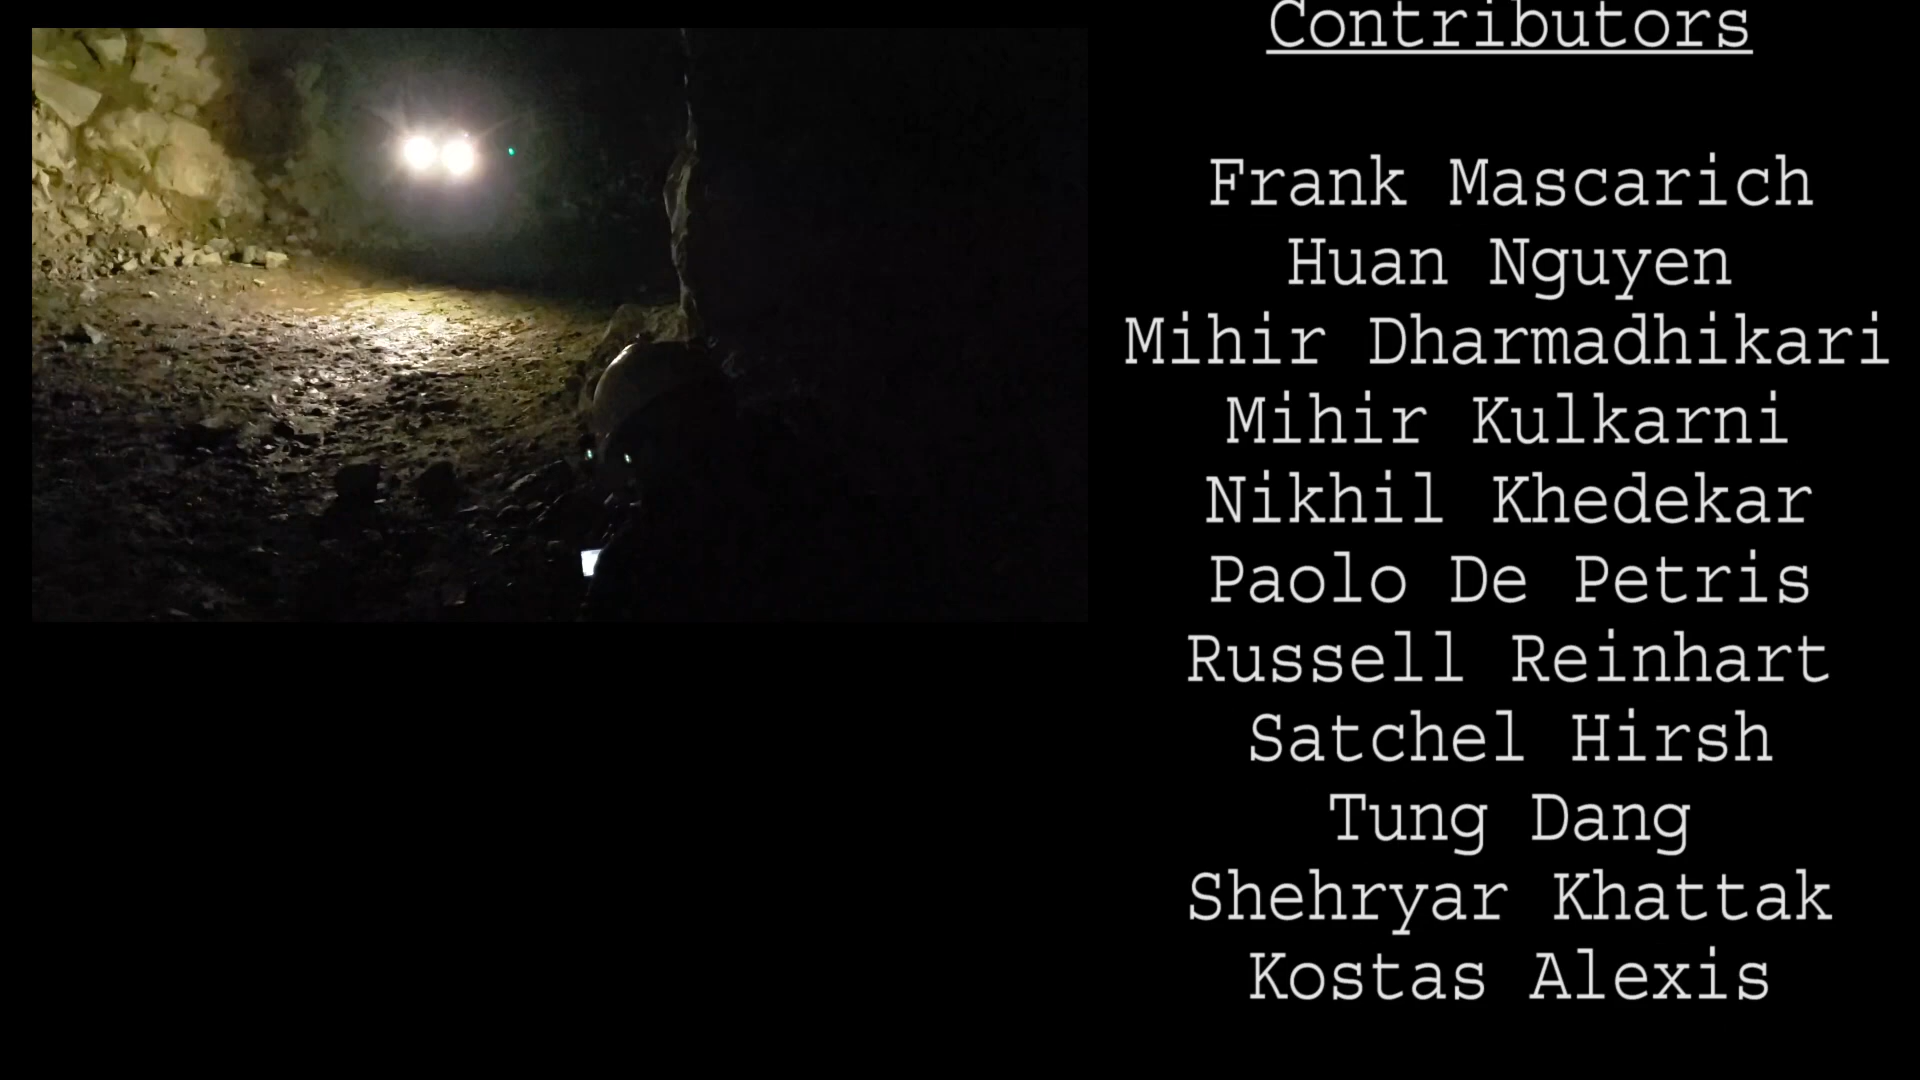 Contributors
Frank Mascarich
Huan Nguyen
Mihir Dharmadhikari
Mihir Kulkarni
Nikhil Khedekar
Paolo De Petris
Russell Reinhart
Satchel Hirsh
Tung Dang
Shehryar Khattak
Kostas Alexis